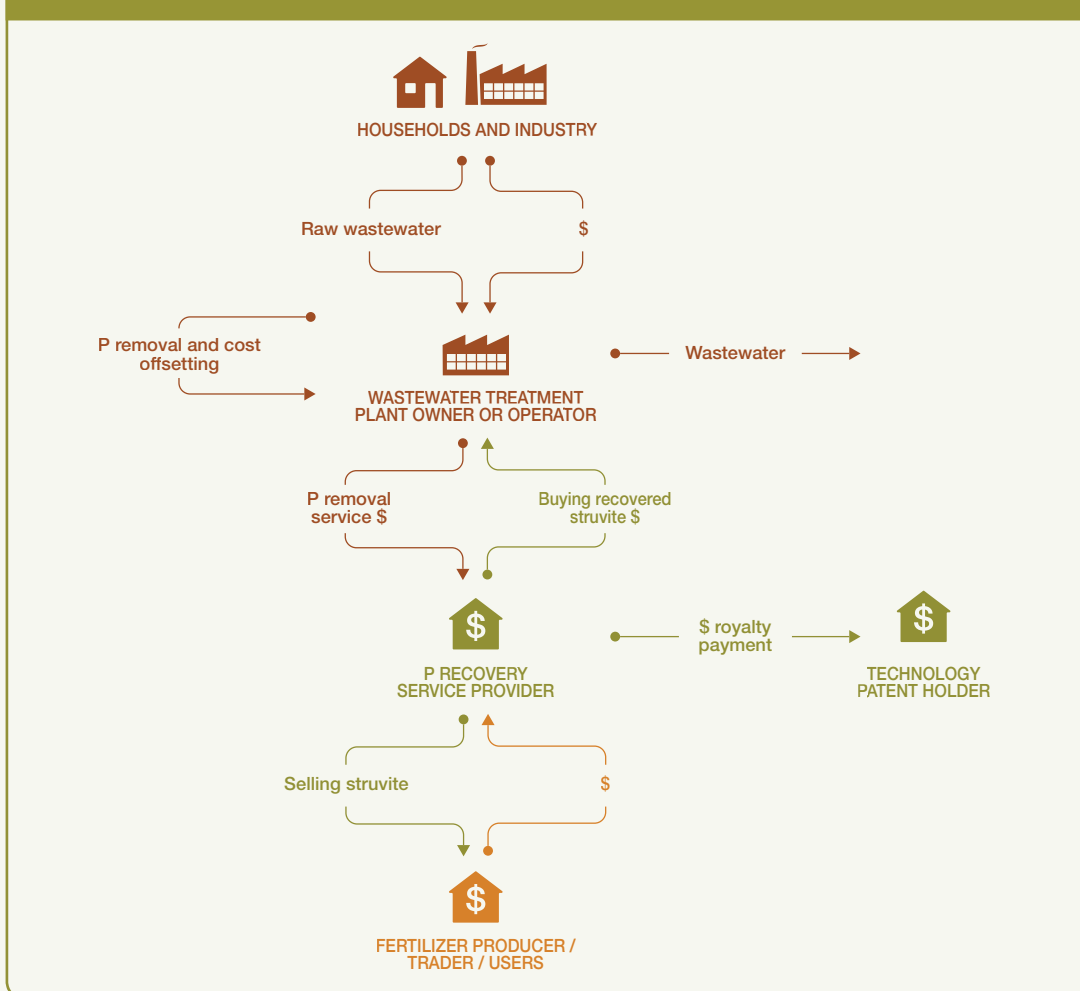 HOUSEHOLDS AND INDUSTRY
Raw wastewater
$
P removal and cost
offsetting
WASTEWATER TREATMENT
PLANT OWNER OR OPERATOR
Wastewater
P removal
service $
Buying recovered
struvite $
$
P RECOVERY
SERVICE PROVIDER
$ royalty
payment
$
TECHNOLOGY
PATENT HOLDER
Selling struvite
$
$
FERTILIZER PRODUCER /
TRADER / USERS